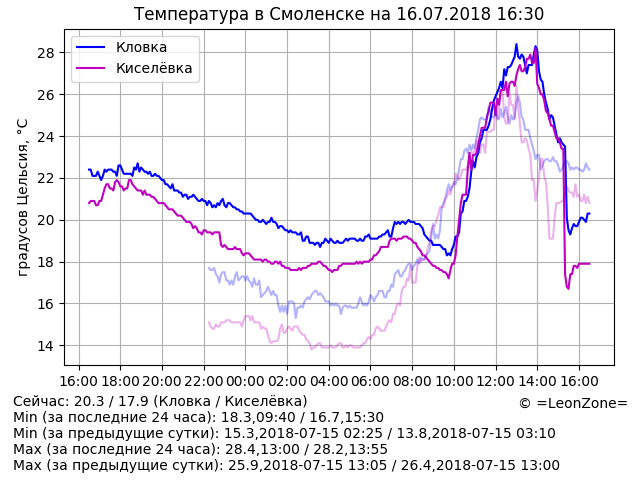 Температура в Смоленске на 16.07.2018 16:30
Кловка
Киселёвка
градусов Цельсия, °C
28
26
24
22
20
18
16
14
16:00 18:00 20:00 22:00 00:00 02:00 04:00 06:00 08:00 10:00 12:00 14:00 16:00
Сейчас: 20.3 / 17.9 (Кловка / Киселёвка)
© =LeonZone=
Min (за последние 24 часа): 18.3,09:40 / 16.7,15:30
Min (за предыдущие сутки): 15.3,2018-07-15 02:25 / 13.8,2018-07-15 03:10
Max (за последние 24 часа): 28.4,13:00 / 28.2,13:55
Max (за предыдущие сутки): 25.9,2018-07-15 13:05 / 26.4,2018-07-15 13:00